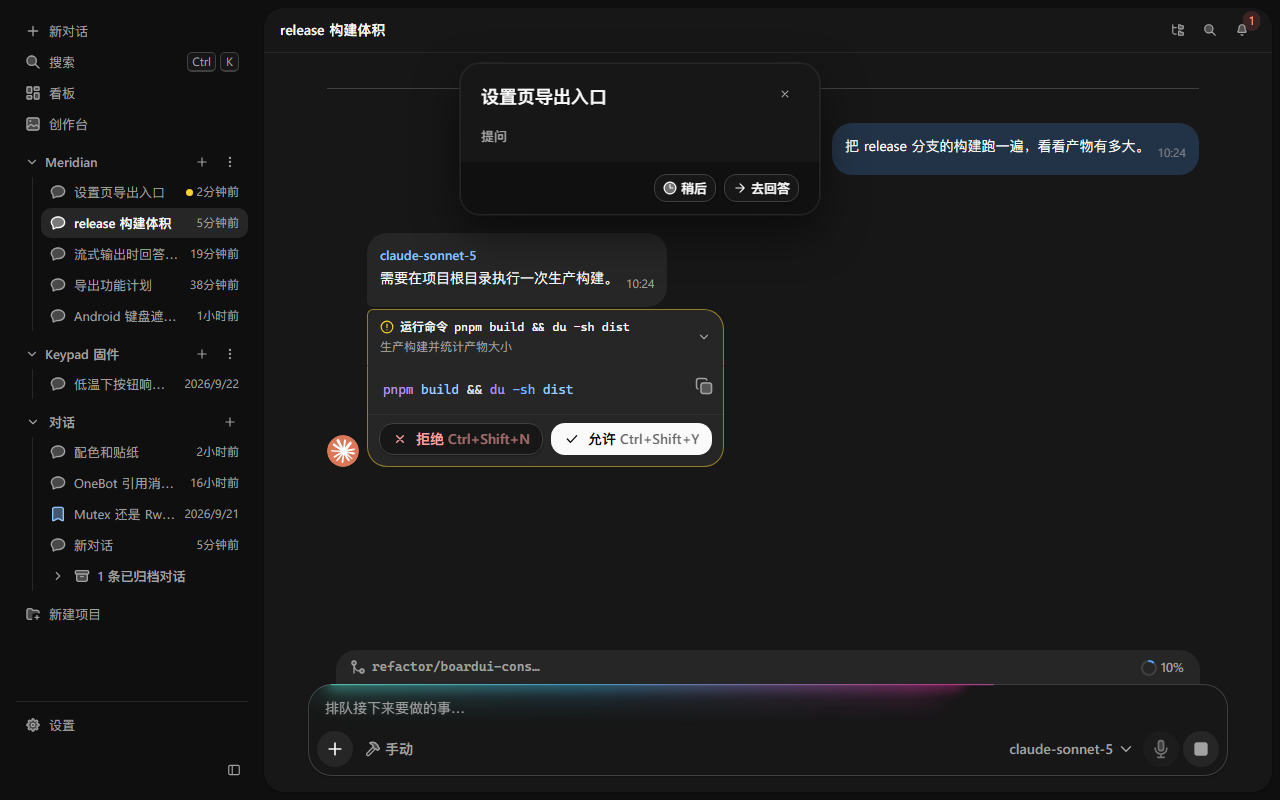 新对话
搜索 Ctrl K
看板
创作台
Meridian
设置页导出入口 2分钟前
release 构建体积 5分钟前
流式输出时回答… 19分钟前
导出功能计划 38分钟前
Android 键盘遮… 1小时前
Keypad 固件
低温下按钮响… 2026/9/22
对话
配色和贴纸 2小时前
OneBot 引用消… 16小时前
Mutex 还是 Rw… 2026/9/21
新对话 5分钟前
1 条已归档对话
新建项目
设置
release 构建体积
1
设置页导出入口
提问
稍后 去回答
把 release 分支的构建跑一遍，看看产物有多大。 10:24
claude-sonnet-5
需要在项目根目录执行一次生产构建。 10:24
运行命令 pnpm build && du -sh dist
生产构建并统计产物大小
pnpm build && du -sh dist
拒绝 Ctrl+Shift+N 允许 Ctrl+Shift+Y
refactor/boardui-cons… 10%
排队接下来要做的事…
手动 claude-sonnet-5